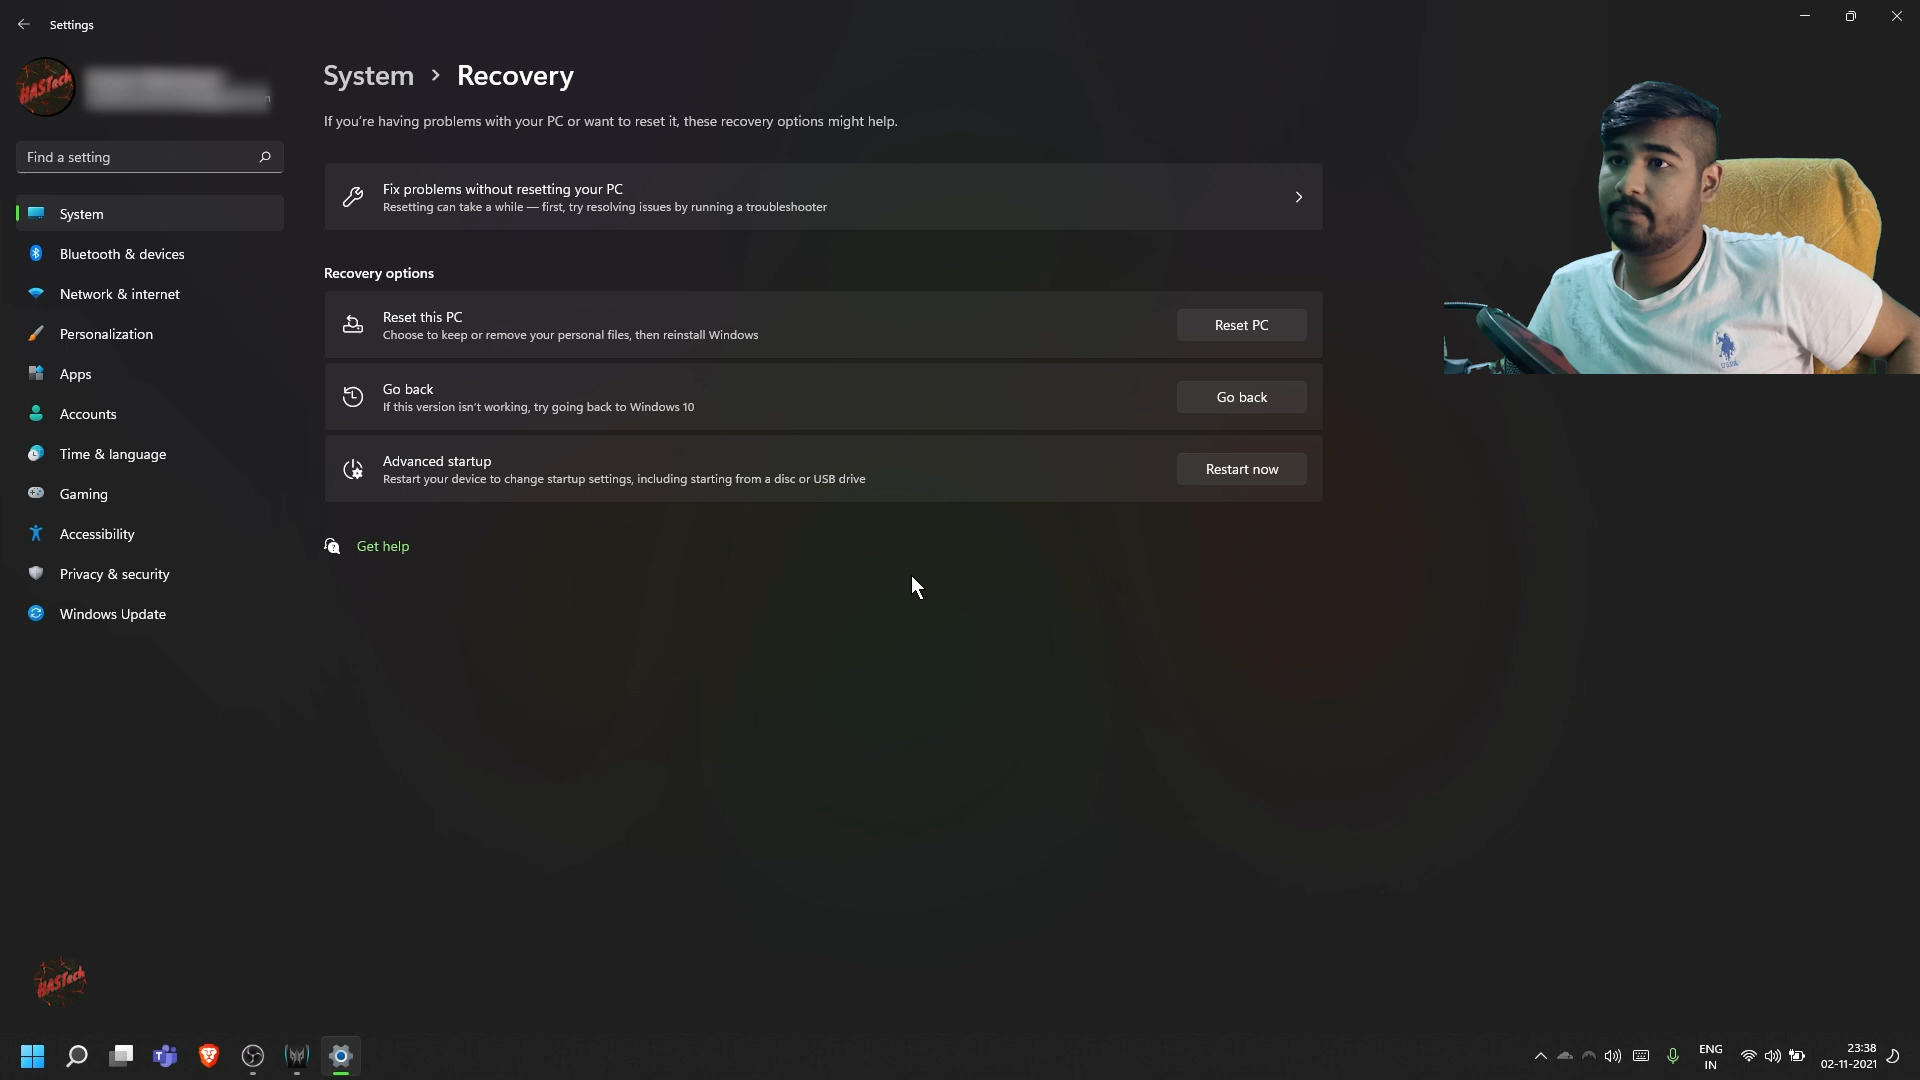 Settings
HASTech
System > Recovery
If you're having problems with your PC or want to reset it, these recovery options might help.
Find a setting
Fix problems without resetting your PC
Resetting can take a while — first, try resolving issues by running a troubleshooter
System
Bluetooth & devices
Network & internet
Personalization
Apps
Accounts
Time & language
Gaming
Accessibility
Privacy & security
Windows Update
Recovery options
Reset this PC
Choose to keep or remove your personal files, then reinstall Windows
Reset PC
Go back
If this version isn't working, try going back to Windows 10
Go back
Advanced startup
Restart your device to change startup settings, including starting from a disc or USB drive
Restart now
Get help
USPA
HASTech
ENG
IN
23:38
02-11-2021